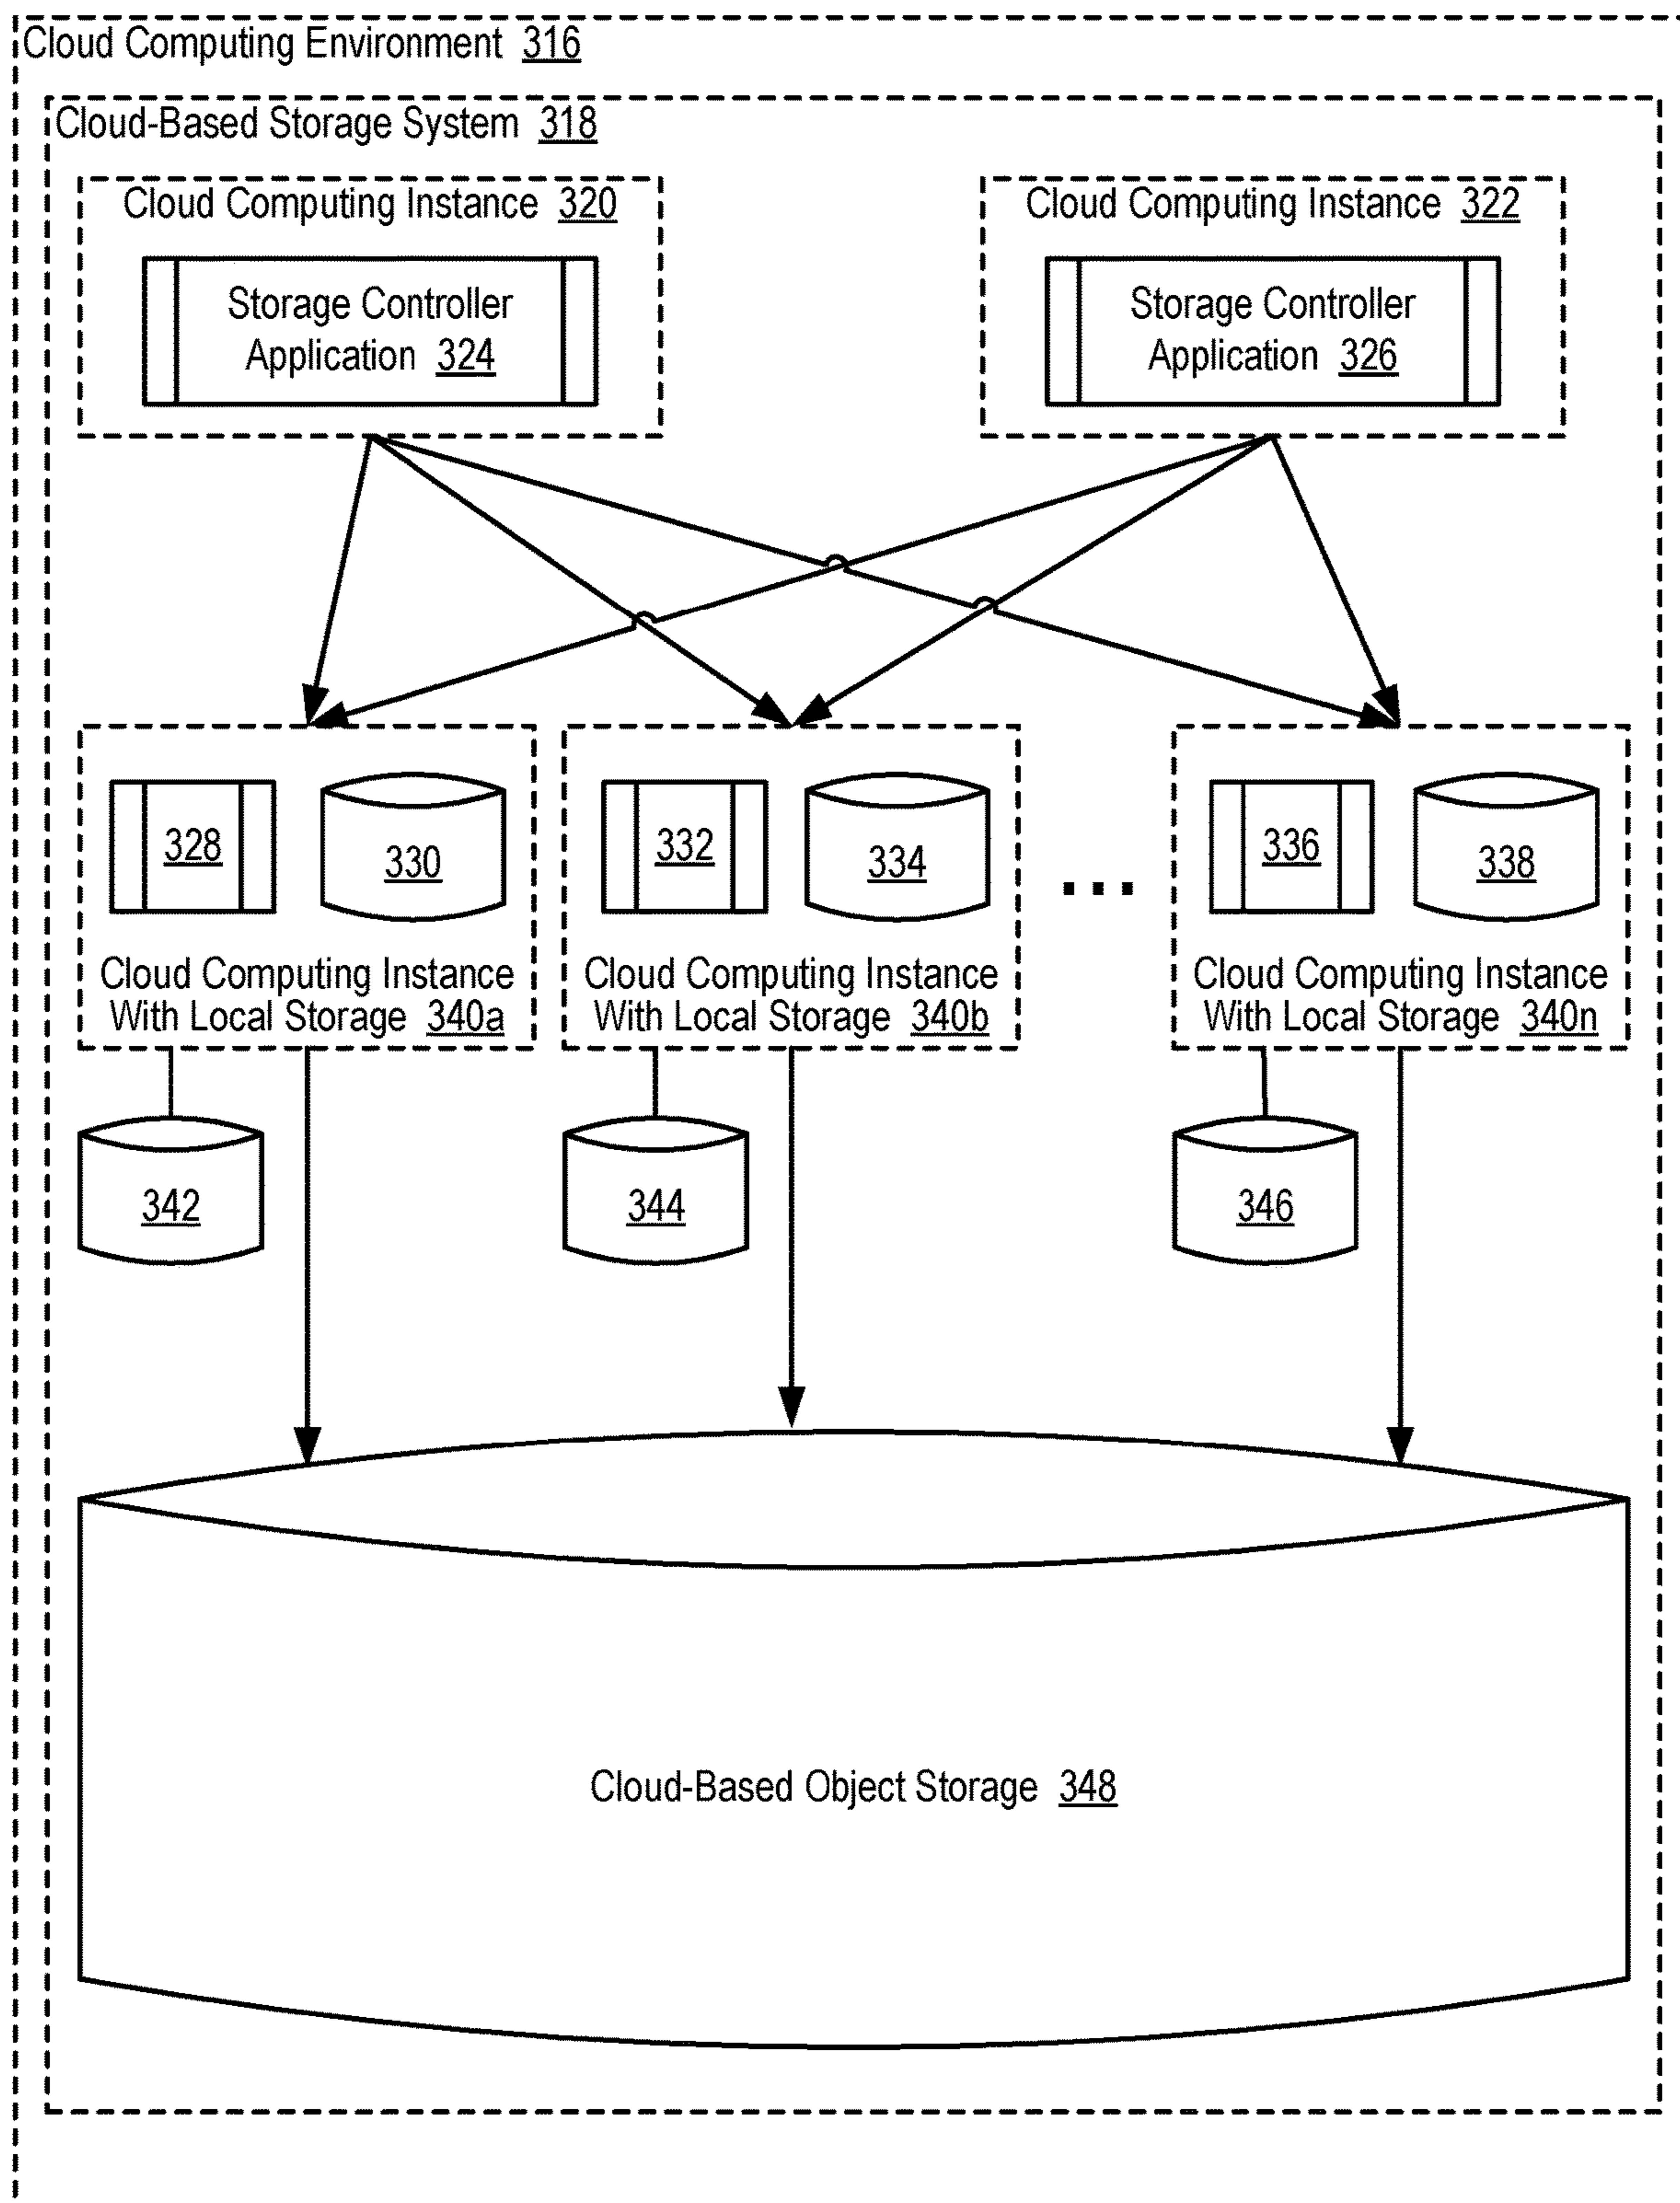 Cloud Computing Environment 316
Cloud-Based Storage System 318
Cloud Computing Instance 320
Storage Controller
Application 324
Cloud Computing Instance 322
Storage Controller
Application 326
328
330
Cloud Computing Instance
With Local Storage 340a
332
334
Cloud Computing Instance
With Local Storage 340b
...
336
338
Cloud Computing Instance
With Local Storage 340n
342
344
346
Cloud-Based Object Storage 348